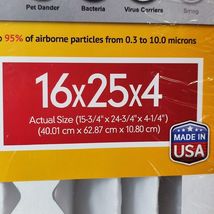 Pet Dander Bacteria Virus Carriers Smog
95% of airborne particles from 0.3 to 10.0 microns
16x25x4
Actual Size (15-3/4" x 24-3/4" x 4-1/4")
(40.01 cm x 62.87 cm x 10.80 cm)
MADE IN
USA